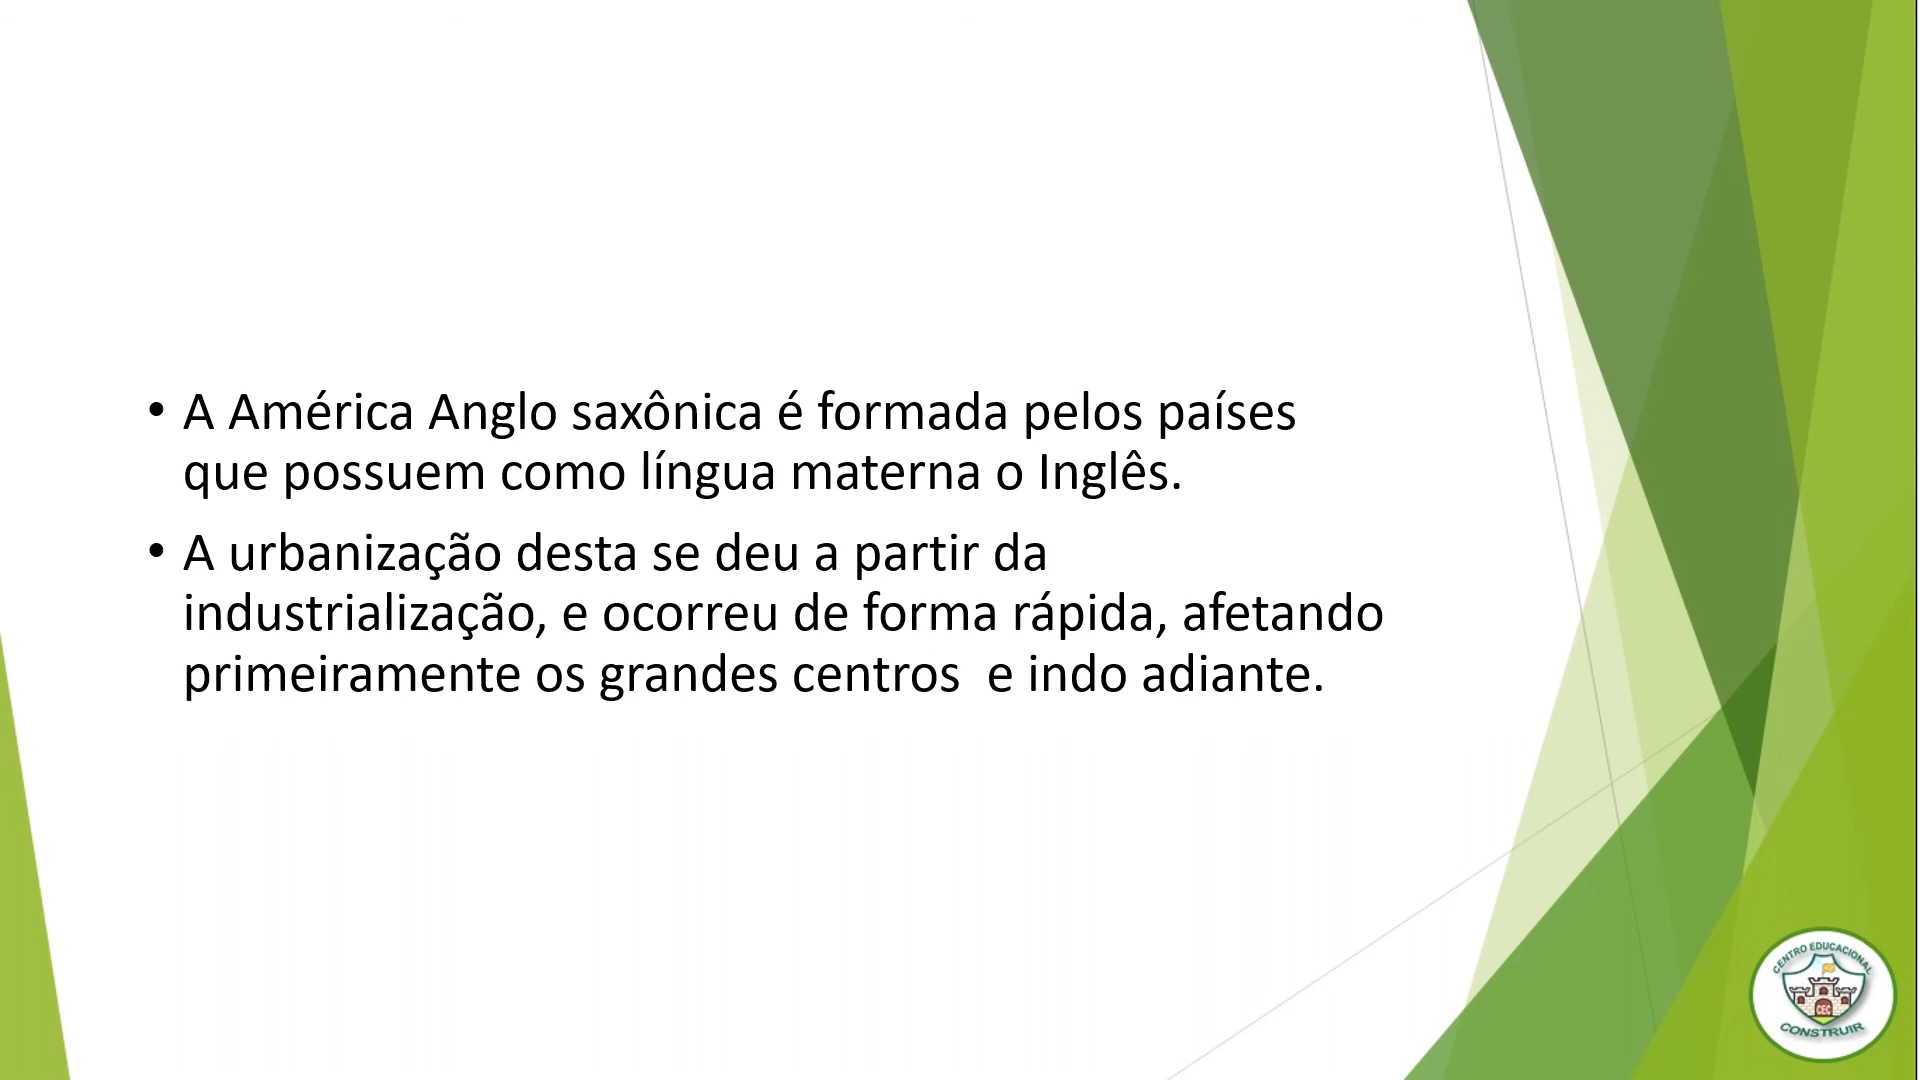 • A América Anglo saxônica é formada pelos países
que possuem como língua materna o Inglês.
• A urbanização desta se deu a partir da
industrialização, e ocorreu de forma rápida, afetando
primeiramente os grandes centros  e indo adiante.
CENTRO EDUCACIONAL
CEC
CONSTRUIR